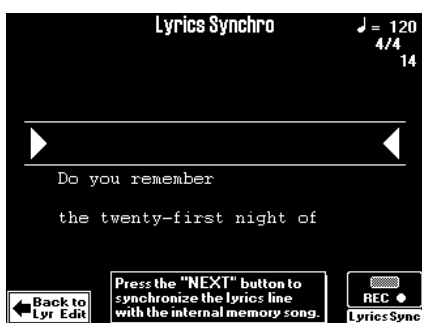 Lyrics Synchro
♩= 120
4/4
14
Do you remember
the twenty-first night of
Back to
Lyr Edit
Press the "NEXT" button to
synchronize the lyrics line
with the internal memory song.
REC ●
Lyrics Sync